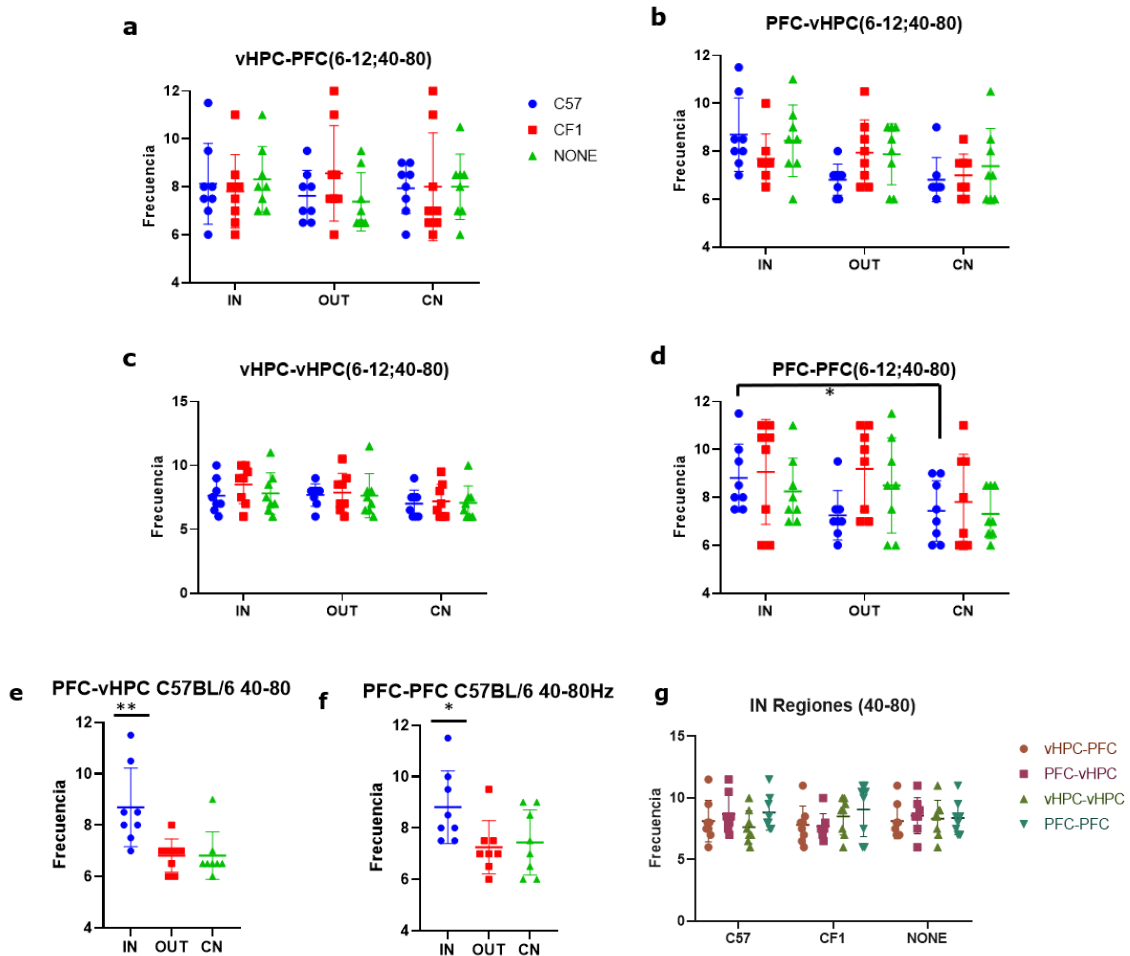 a
vHPC-PFC(6-12;40-80)
Frecuencia
12
10
8
6
4
IN
OUT
CN
C57
CF1
NONE
b
PFC-vHPC(6-12;40-80)
Frecuencia
12
10
8
6
4
IN
OUT
CN
c
vHPC-vHPC(6-12;40-80)
Frecuencia
15
10
5
0
IN
OUT
CN
d
PFC-PFC(6-12;40-80)
*
Frecuencia
12
10
8
6
4
IN
OUT
CN
e
PFC-vHPC C57BL/6 40-80
**
Frecuencia
12
10
8
6
4
IN
OUT
CN
f
PFC-PFC C57BL/6 40-80Hz
*
Frecuencia
12
10
8
6
4
IN
OUT
CN
g
IN Regiones (40-80)
Frecuencia
15
10
5
0
C57
CF1
NONE
vHPC-PFC
PFC-vHPC
vHPC-vHPC
PFC-PFC